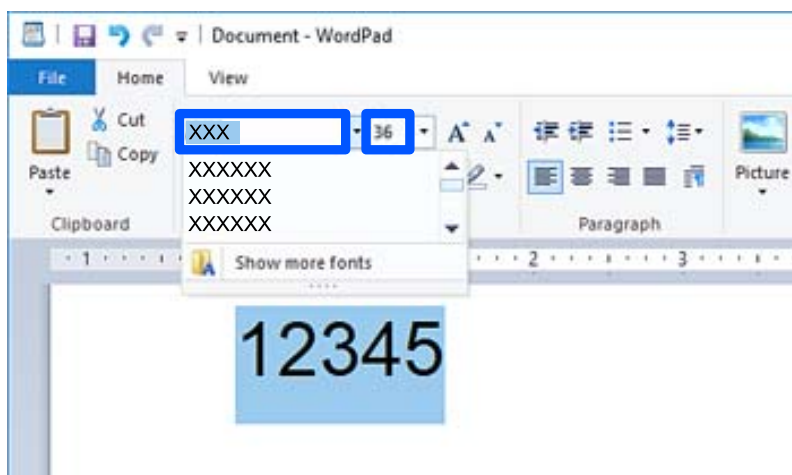 Document - WordPad
File Home View
Paste
Cut
Copy
Clipboard
XXX
36
A A
XXXXXX
XXXXXX
XXXXXX
Show more fonts
Paragraph
Picture
1 2 3
12345